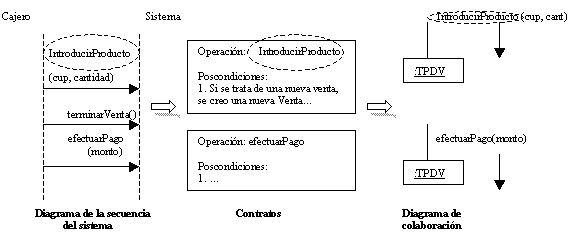 Cajero
Sistema
IntroducirProducto
(cup, cantidad)
terminarVenta()
efectuarPago
(monto)
Diagrama de la secuencia
del sistema
Operación: IntroducirProducto
Poscondiciones:
1. Si se trata de una nueva venta,
se creo una nueva Venta...
Operación: efectuarPago
Poscondiciones:
1. ...
Contratos
IntroducirProducto (cup, cant)
:TPDV
efectuarPago(monto)
:TPDV
Diagrama de
colaboración